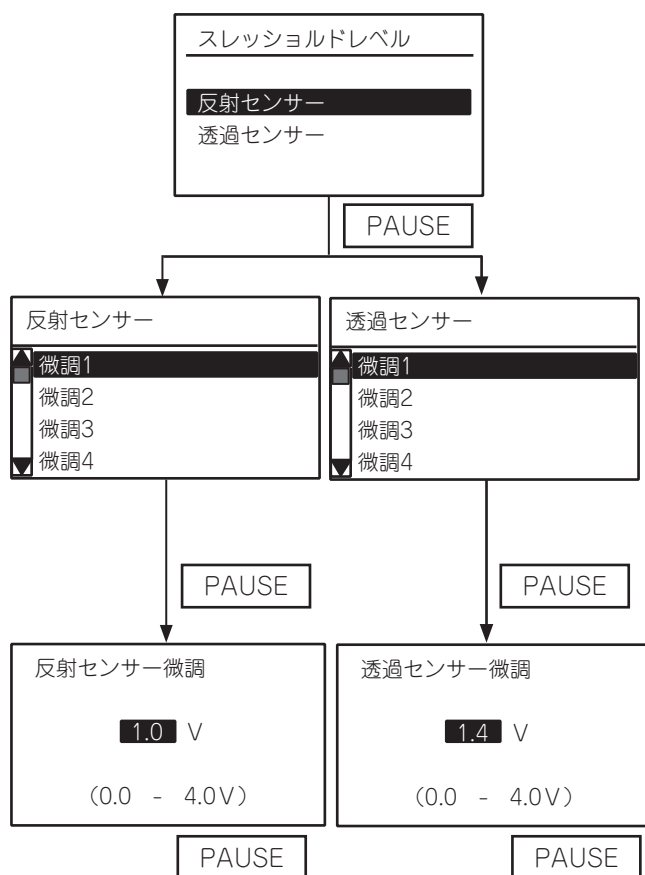 スレッショルドレベル
反射センサー
透過センサー
PAUSE
反射センサー
微調1
微調2
微調3
微調4
透過センサー
微調1
微調2
微調3
微調4
PAUSE
PAUSE
反射センサー微調
1.0 V
(0.0 - 4.0V)
透過センサー微調
1.4 V
(0.0 - 4.0V)
PAUSE
PAUSE